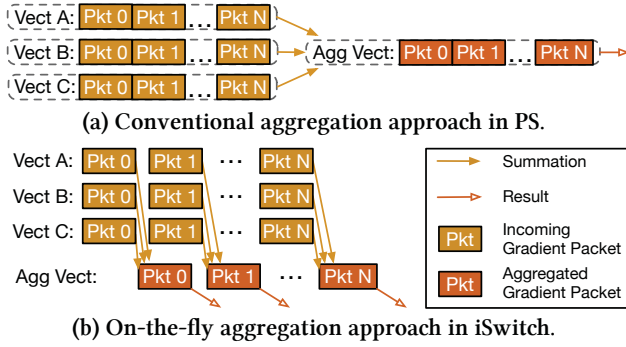 Vect A: Pkt 0 Pkt 1 ... Pkt N
Vect B: Pkt 0 Pkt 1 ... Pkt N
Agg Vect: Pkt 0 Pkt 1 ... Pkt N
Vect C: Pkt 0 Pkt 1 ... Pkt N
(a) Conventional aggregation approach in PS.
Vect A: Pkt 0 Pkt 1 ... Pkt N
Vect B: Pkt 0 Pkt 1 ... Pkt N
Vect C: Pkt 0 Pkt 1 ... Pkt N
Agg Vect: Pkt 0 Pkt 1 ... Pkt N
Summation
Result
Pkt Incoming
Gradient Packet
Pkt Aggregated
Gradient Packet
(b) On-the-fly aggregation approach in iSwitch.